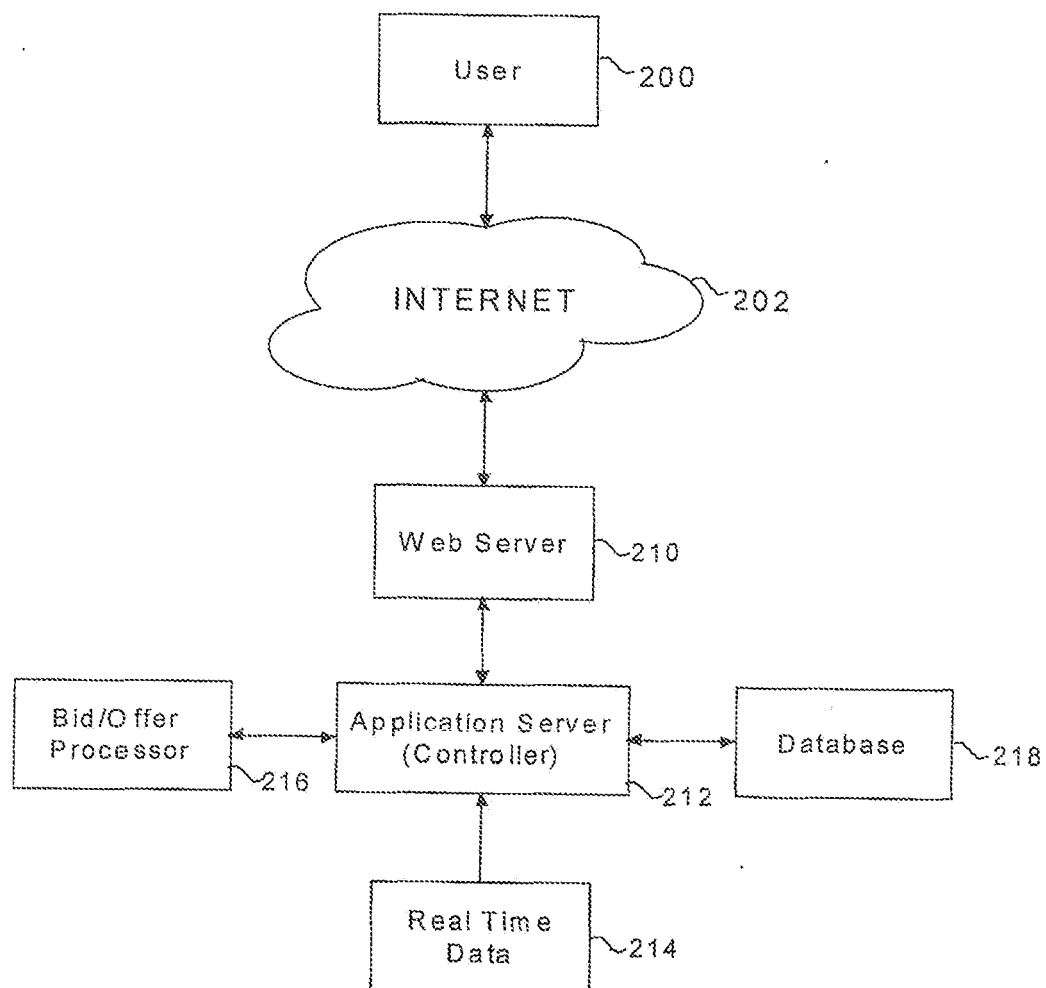 User
200
INTERNET
202
Web Server
210
Bid/Offer
Processor
216
Application Server
(Controller)
212
Database
218
Real Time
Data
214